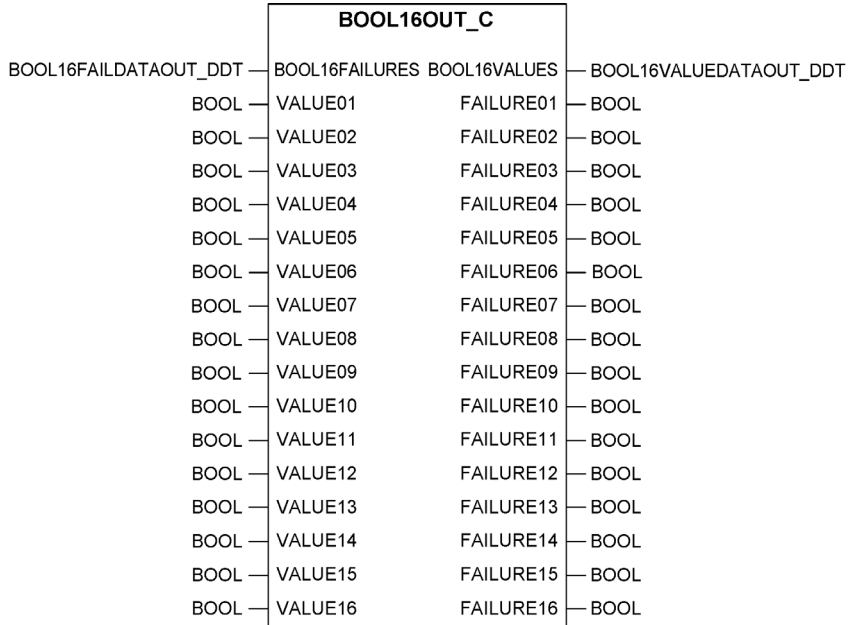 BOOL16OUT_C
BOOL16FAILDATAOUT_DDT BOOL16FAILURES BOOL16VALUES BOOL16VALUEDATAOUT_DDT
BOOL VALUE01 FAILURE01 BOOL
BOOL VALUE02 FAILURE02 BOOL
BOOL VALUE03 FAILURE03 BOOL
BOOL VALUE04 FAILURE04 BOOL
BOOL VALUE05 FAILURE05 BOOL
BOOL VALUE06 FAILURE06 BOOL
BOOL VALUE07 FAILURE07 BOOL
BOOL VALUE08 FAILURE08 BOOL
BOOL VALUE09 FAILURE09 BOOL
BOOL VALUE10 FAILURE10 BOOL
BOOL VALUE11 FAILURE11 BOOL
BOOL VALUE12 FAILURE12 BOOL
BOOL VALUE13 FAILURE13 BOOL
BOOL VALUE14 FAILURE14 BOOL
BOOL VALUE15 FAILURE15 BOOL
BOOL VALUE16 FAILURE16 BOOL